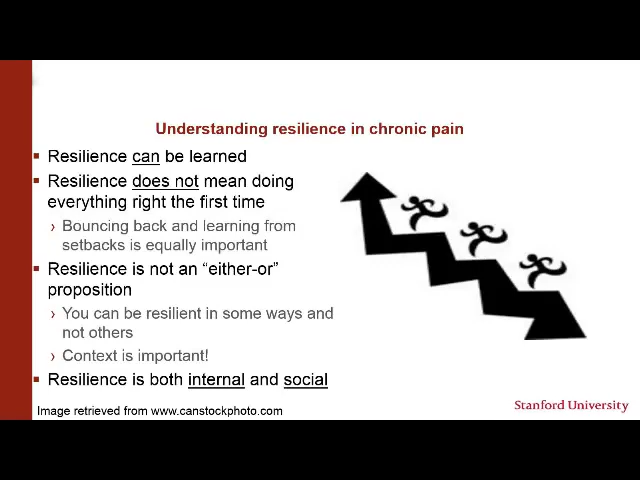 Understanding resilience in chronic pain
▪ Resilience can be learned
▪ Resilience does not mean doing
everything right the first time
› Bouncing back and learning from
setbacks is equally important
▪ Resilience is not an “either-or”
proposition
› You can be resilient in some ways and
not others
› Context is important!
▪ Resilience is both internal and social
Image retrieved from www.canstockphoto.com
Stanford University